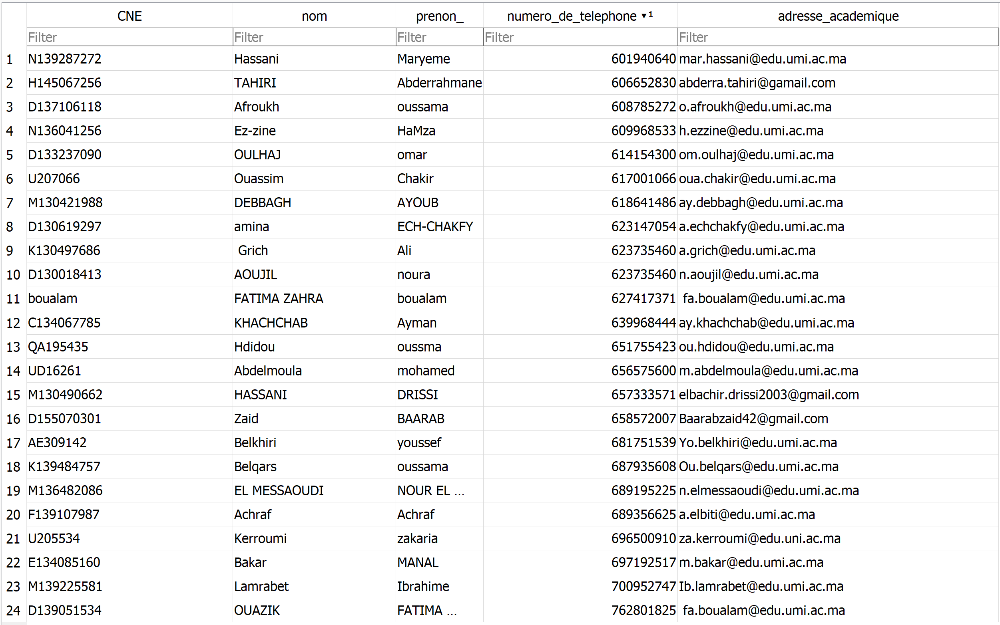 CNE nom prenon_ numero_de_telephone ▾1 adresse_academique
Filter Filter Filter Filter Filter
1 N139287272 Hassani Maryeme 601940640 mar.hassani@edu.umi.ac.ma
2 H145067256 TAHIRI Abderrahmane 606652830 abderra.tahiri@gamail.com
3 D137106118 Afroukh oussama 608785272 o.afroukh@edu.umi.ac.ma
4 N136041256 Ez-zine HaMza 609968533 h.ezzine@edu.umi.ac.ma
5 D133237090 OULHAJ omar 614154300 om.oulhaj@edu.umi.ac.ma
6 U207066 Ouassim Chakir 617001066 oua.chakir@edu.umi.ac.ma
7 M130421988 DEBBAGH AYOUB 618641486 ay.debbagh@edu.umi.ac.ma
8 D130619297 amina ECH-CHAKFY 623147054 a.echchakfy@edu.umi.ac.ma
9 K130497686 Grich Ali 623735460 a.grich@edu.umi.ac.ma
10 D130018413 AOUJIL noura 623735460 n.aoujil@edu.umi.ac.ma
11 boualam FATIMA ZAHRA boualam 627417371 fa.boualam@edu.umi.ac.ma
12 C134067785 KHACHCHAB Ayman 639968444 ay.khachchab@edu.umi.ac.ma
13 QA195435 Hdidou oussma 651755423 ou.hdidou@edu.umi.ac.ma
14 UD16261 Abdelmoula mohamed 656575600 m.abdelmoula@edu.umi.ac.ma
15 M130490662 HASSANI DRISSI 657333571 elbachir.drissi2003@gmail.com
16 D155070301 Zaid BAARAB 658572007 Baarabzaid42@gmail.com
17 AE309142 Belkhiri youssef 681751539 Yo.belkhiri@edu.umi.ac.ma
18 K139484757 Belqars oussama 687935608 Ou.belqars@edu.umi.ac.ma
19 M136482086 EL MESSAOUDI NOUR EL ... 689195225 n.elmessaoudi@edu.umi.ac.ma
20 F139107987 Achraf Achraf 689356625 a.elbiti@edu.umi.ac.ma
21 U205534 Kerroumi zakaria 696500910 za.kerroumi@edu.uni.ac.ma
22 E134085160 Bakar MANAL 697192517 m.bakar@edu.umi.ac.ma
23 M139225581 Lamrabet Ibrahime 700952747 Ib.lamrabet@edu.umi.ac.ma
24 D139051534 OUAZIK FATIMA ... 762801825 fa.boualam@edu.umi.ac.ma